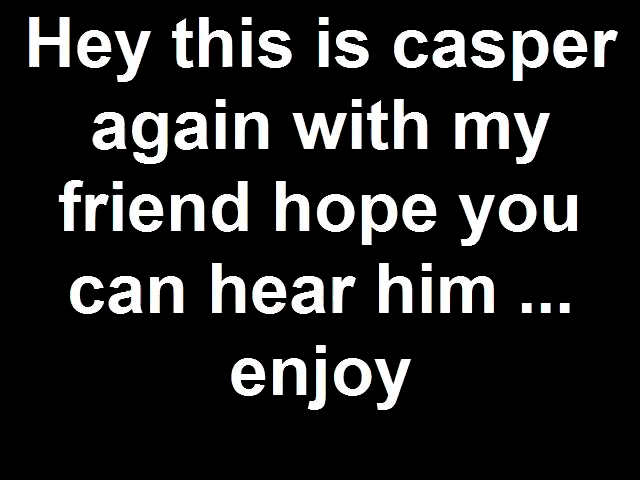 Hey this is casper
again with my
friend hope you
can hear him ...
enjoy